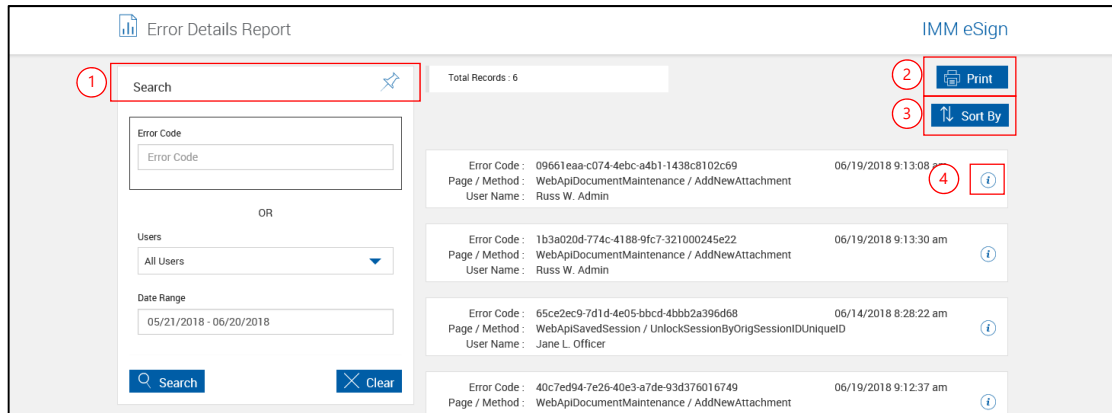 Error Details Report
IMM eSign
1
Search
Error Code
Error Code
OR
Users
All Users
Date Range
05/21/2018 - 06/20/2018
Search
Clear
Total Records : 6
2
Print
3
Sort By
Error Code : 09661eaa-c074-4ebc-a4b1-1438c8102c69 06/19/2018 9:13:08 am
Page / Method : WebApiDocumentMaintenance / AddNewAttachment
User Name : Russ W. Admin
4
i
Error Code : 1b3a020d-774c-4188-9fc7-321000245e22 06/19/2018 9:13:30 am
Page / Method : WebApiDocumentMaintenance / AddNewAttachment
User Name : Russ W. Admin
i
Error Code : 65ce2ec9-7d1d-4e05-bbcd-4bbb2a396d68 06/14/2018 8:28:22 am
Page / Method : WebApiSavedSession / UnlockSessionByOrigSessionIDUniqueID
User Name : Jane L. Officer
i
Error Code : 40c7ed94-7e26-40e3-a7de-93d376016749 06/19/2018 9:12:37 am
Page / Method : WebApiDocumentMaintenance / AddNewAttachment
i